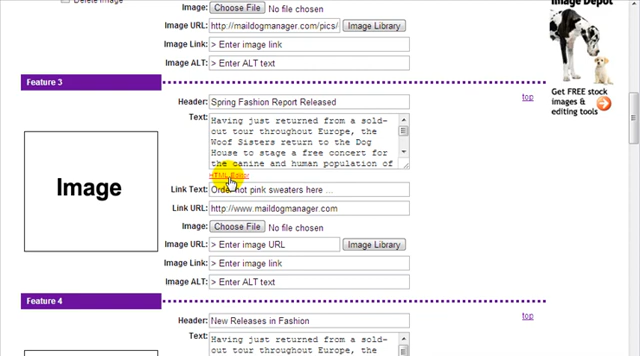 Delete Image
Image: Choose File No file chosen
Image URL: http://maildogmanager.com/pics/ Image Library
Image Link: > Enter image link
Image ALT: > Enter ALT text
Image Depot
Get FREE stock
images &
editing tools
Feature 3
top
Header: Spring Fashion Report Released
Text: Having just returned from a sold-
out tour throughout Europe, the
Woof Sisters return to the Dog
House to stage a free concert for
the canine and human population of
HTML Editor
Image
Link Text: Order hot pink sweaters here ...
Link URL: http://www.maildogmanager.com
Image: Choose File No file chosen
Image URL: > Enter image URL Image Library
Image Link: > Enter image link
Image ALT: > Enter ALT text
Feature 4
top
Header: New Releases in Fashion
Text: Having just returned from a sold-
out tour throughout Europe, the